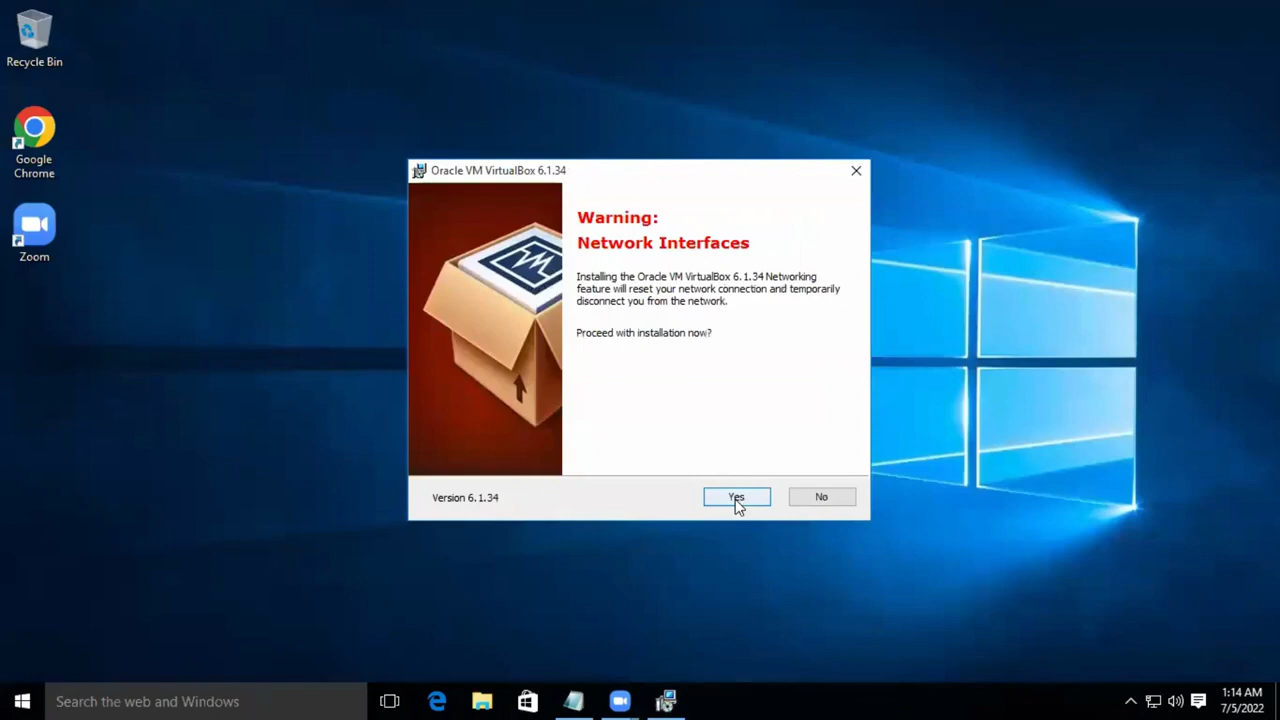 Recycle Bin
Google
Chrome
Zoom
Oracle VM VirtualBox 6.1.34
Warning:
Network Interfaces
Installing the Oracle VM VirtualBox 6.1.34 Networking
feature will reset your network connection and temporarily
disconnect you from the network.
Proceed with installation now?
Version 6.1.34
Yes
No
Search the web and Windows
1:14 AM
7/5/2022